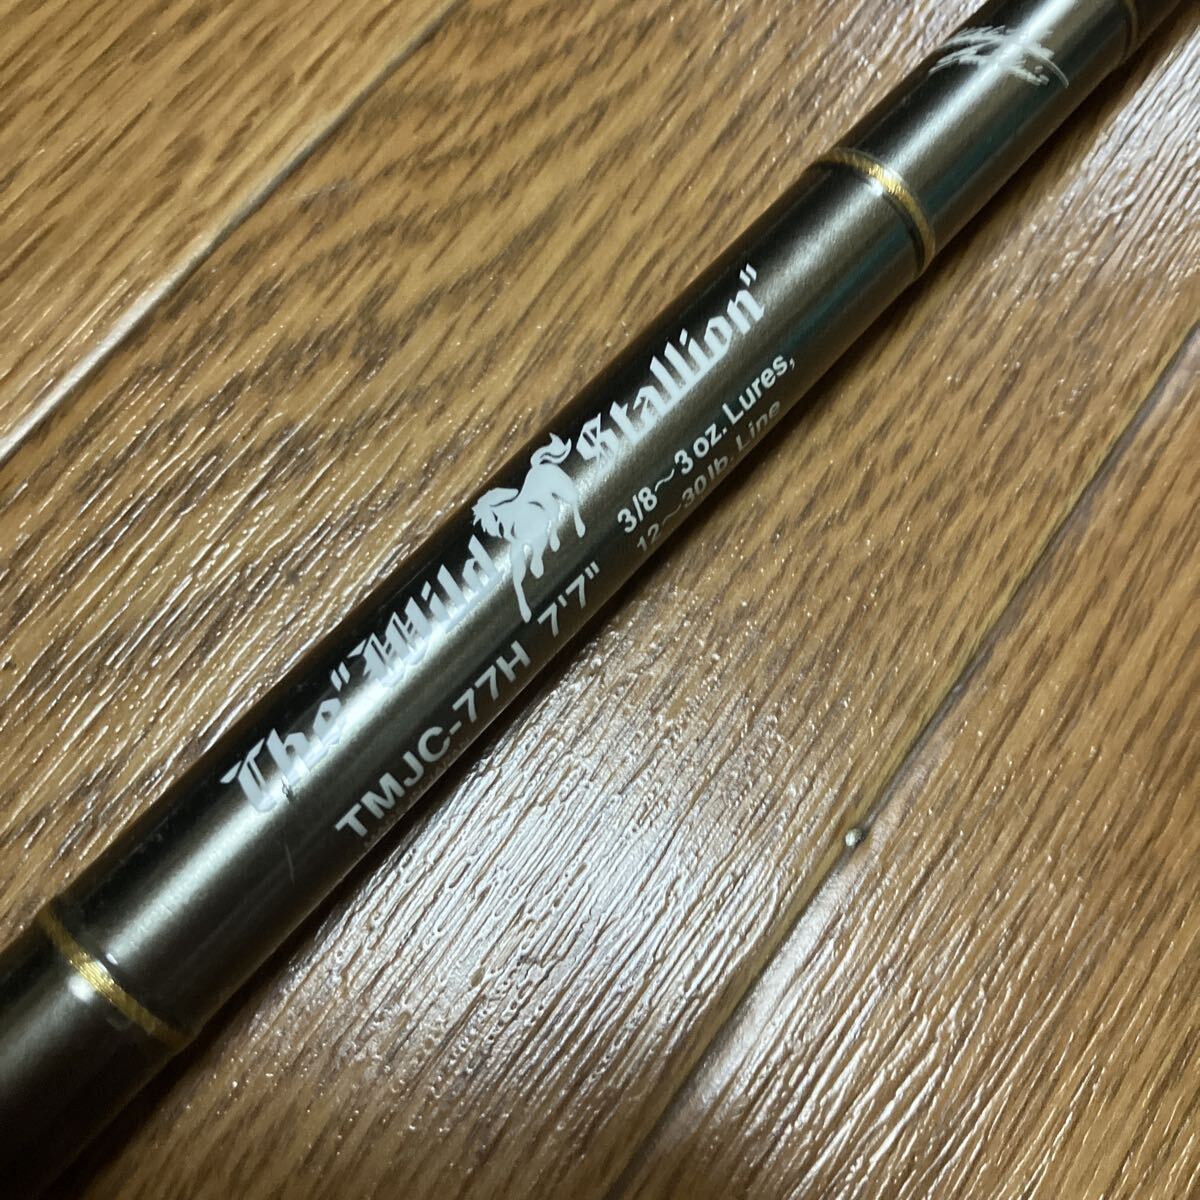 The "Wild Stallion"
TMJC-77H 7'7"
3/8～3 oz. Lures,
12～30 lb. Line